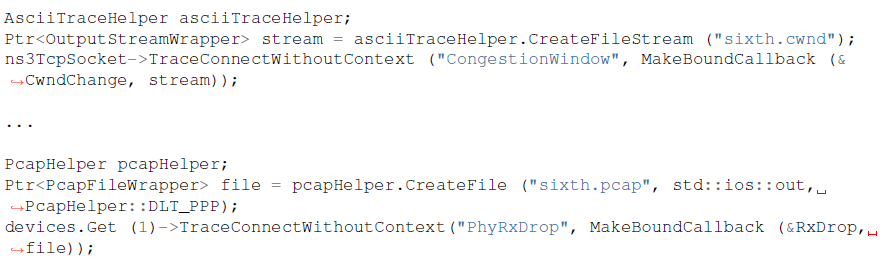 AsciiTraceHelper asciiTraceHelper;
Ptr<OutputStreamWrapper> stream = asciiTraceHelper.CreateFileStream ("sixth.cwnd");
ns3TcpSocket->TraceConnectWithoutContext ("CongestionWindow", MakeBoundCallback (&
↪CwndChange, stream));
...
PcapHelper pcapHelper;
Ptr<PcapFileWrapper> file = pcapHelper.CreateFile ("sixth.pcap", std::ios::out,␣
↪PcapHelper::DLT_PPP);
devices.Get (1)->TraceConnectWithoutContext("PhyRxDrop", MakeBoundCallback (&RxDrop,␣
↪file));